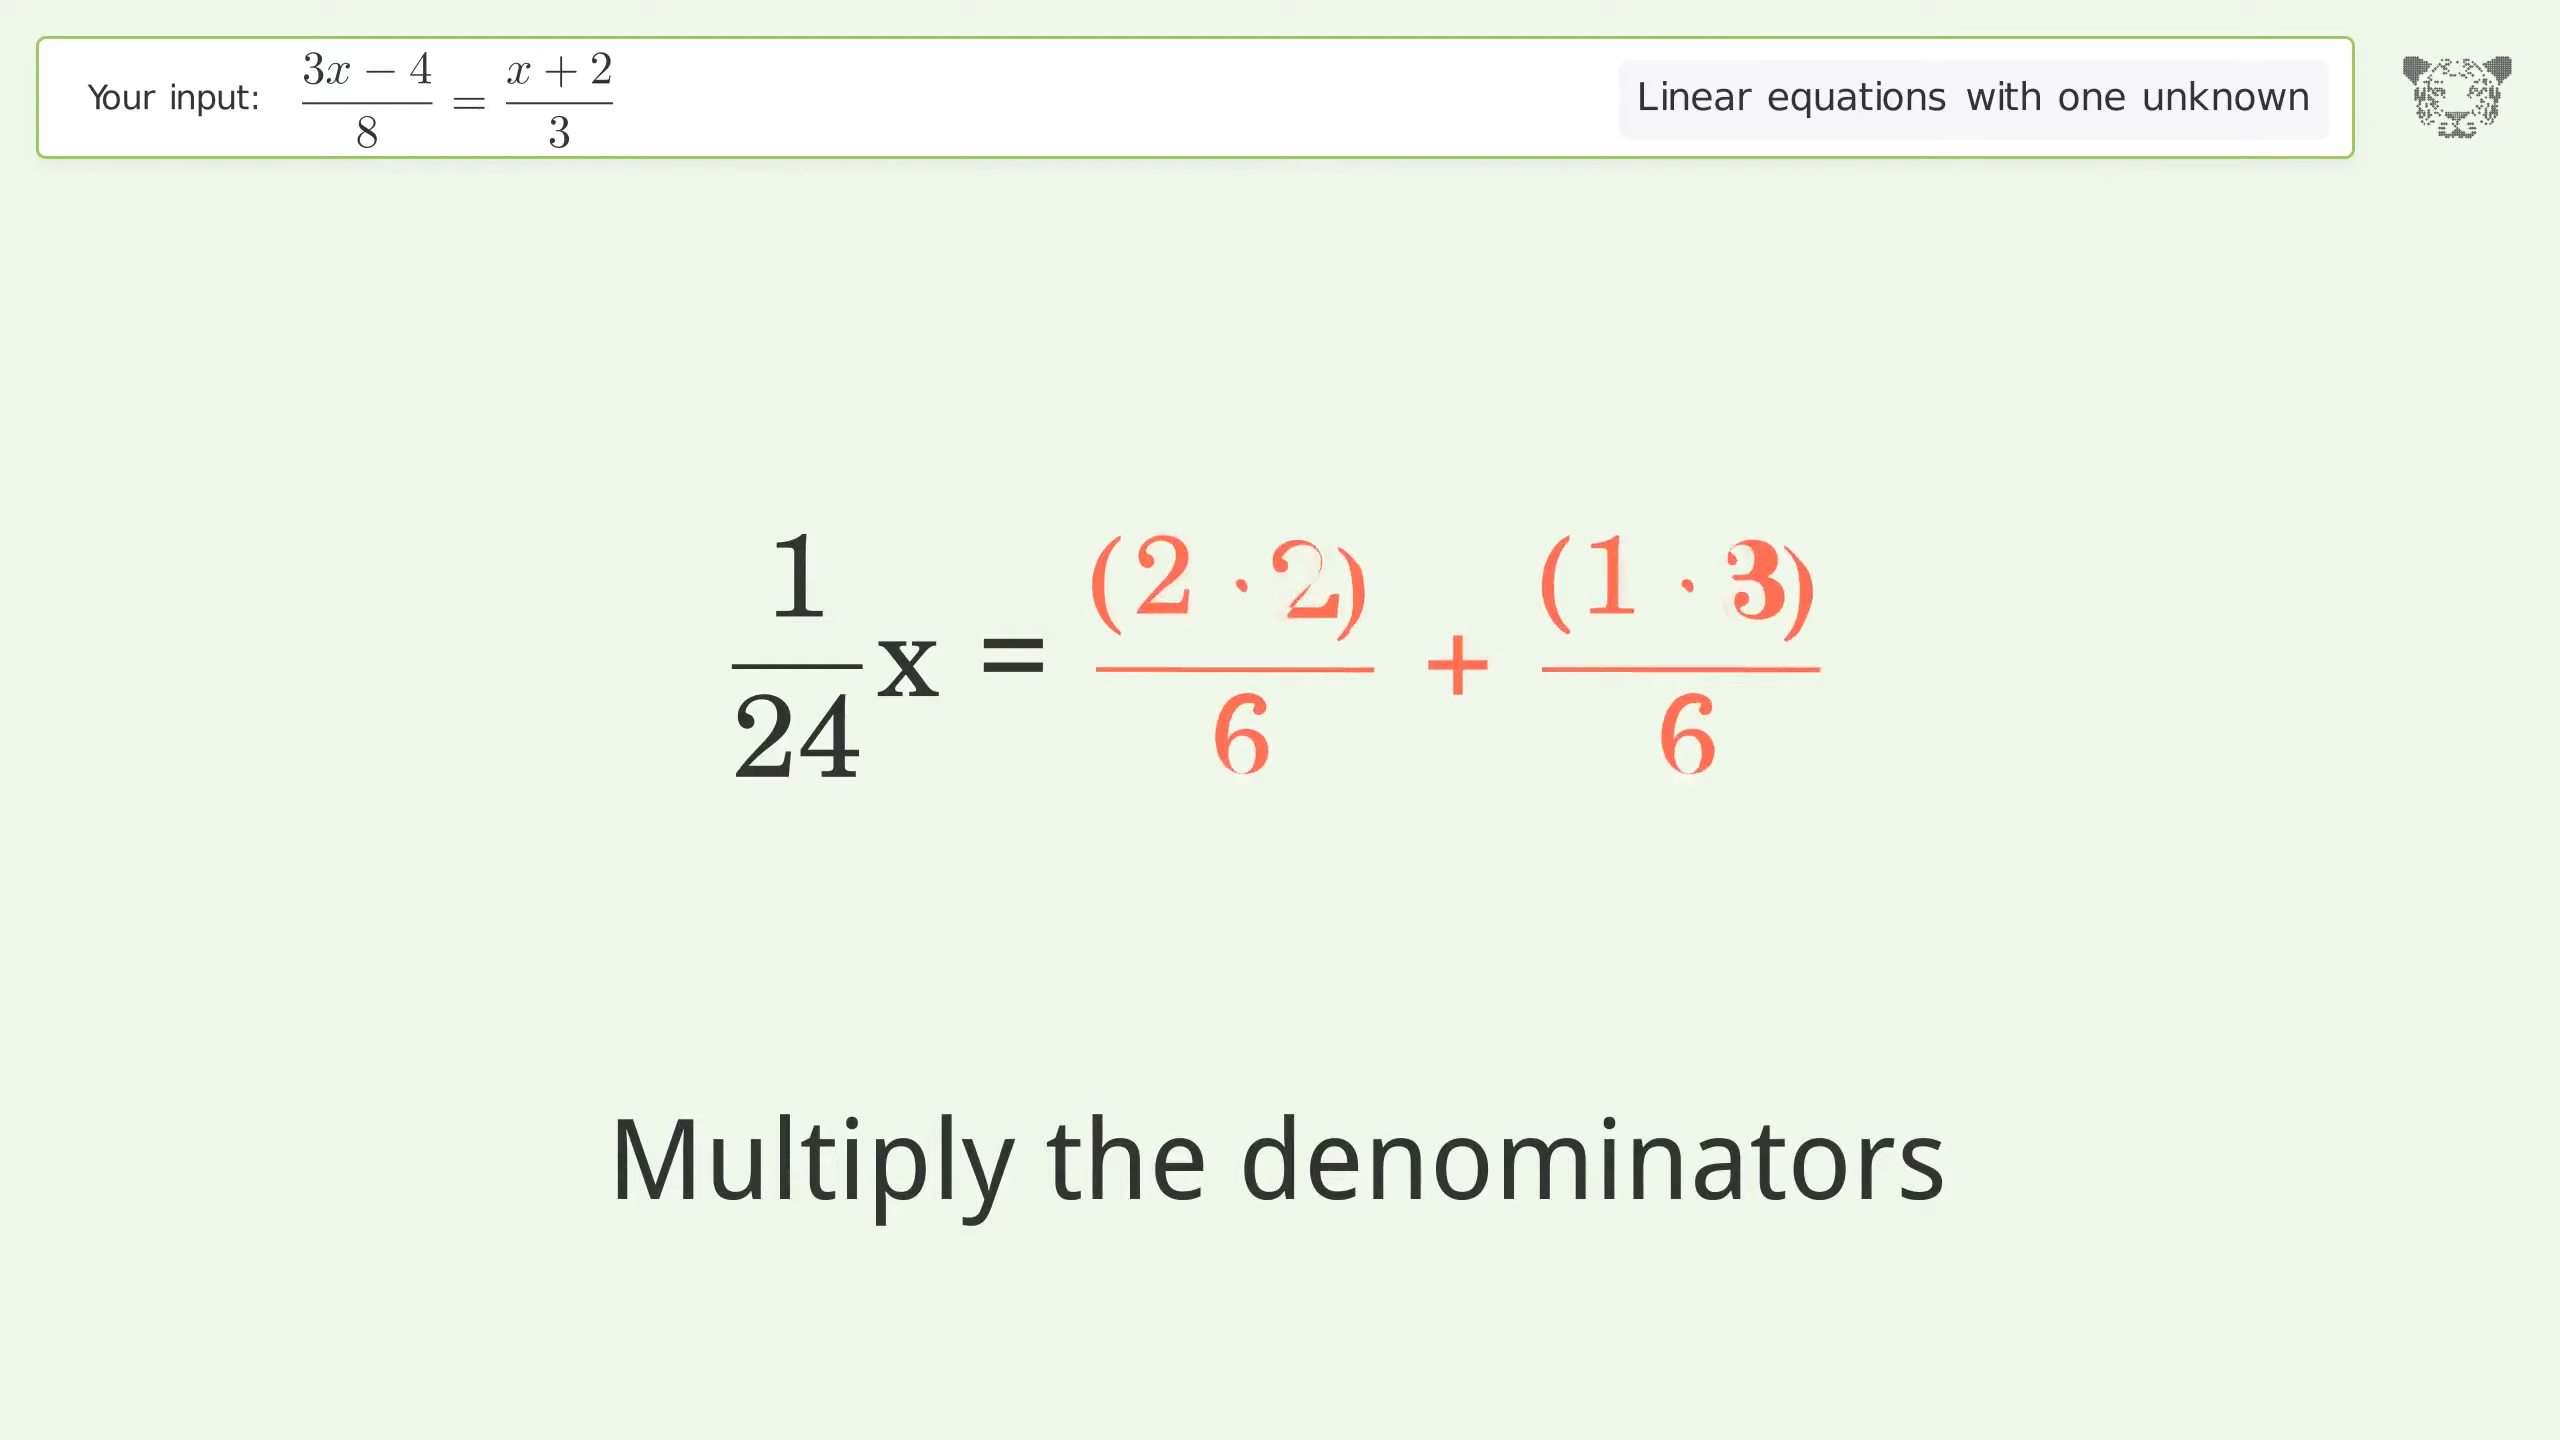 Your input: (3x − 4)/8 = (x + 2)/3
Linear equations with one unknown
1/24 x = (2 · 2)/6 + (1 · 3)/6
Multiply the denominators